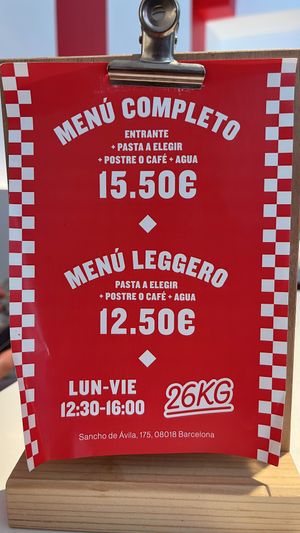 MENÚ COMPLETO
ENTRANTE
+ PASTA A ELEGIR
+ POSTRE O CAFÉ + AGUA
15.50€
MENÚ LEGGERO
PASTA A ELEGIR
+ POSTRE O CAFÉ + AGUA
12.50€
LUN-VIE
12:30-16:00
26KG
Sancho de Ávila, 175, 08018 Barcelona